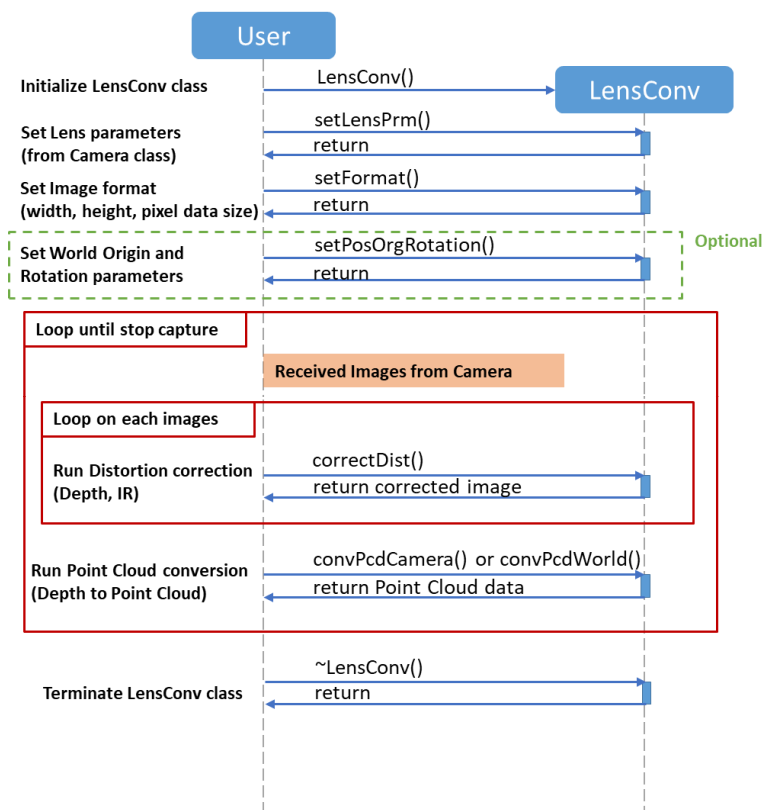 User
Initialize LensConv class
LensConv()
LensConv
Set Lens parameters
(from Camera class)
setLensPrm()
return
Set Image format
(width, height, pixel data size)
setFormat()
return
Set World Origin and
Rotation parameters
setPosOrgRotation()
return
Optional
Loop until stop capture
Received Images from Camera
Loop on each images
Run Distortion correction
(Depth, IR)
correctDist()
return corrected image
Run Point Cloud conversion
(Depth to Point Cloud)
convPcdCamera() or convPcdWorld()
return Point Cloud data
Terminate LensConv class
~LensConv()
return